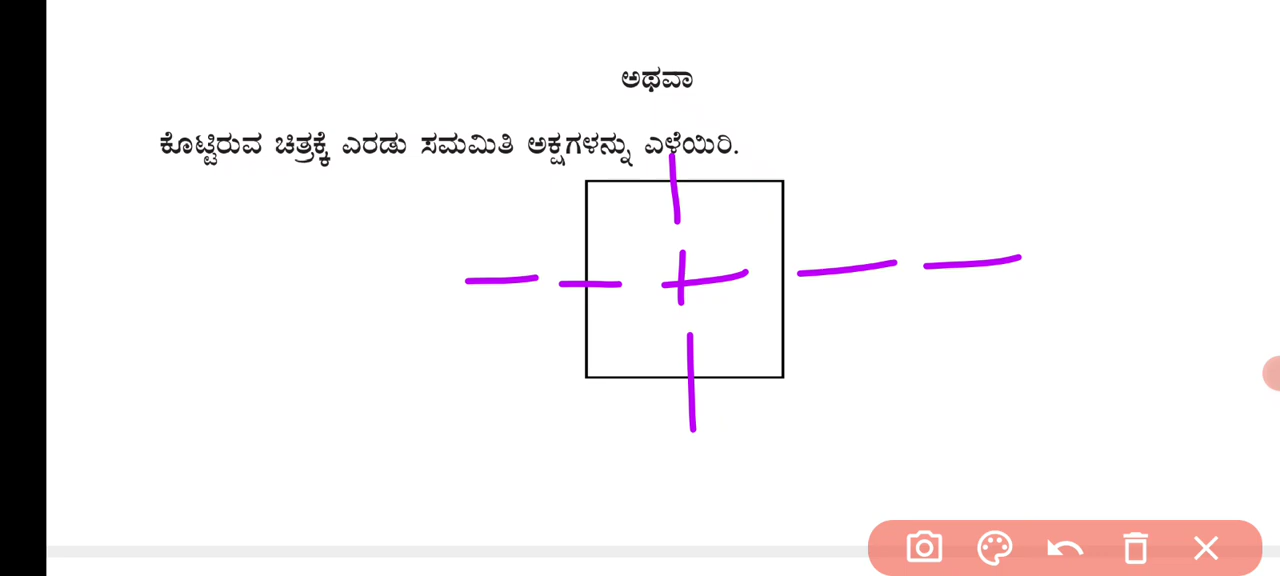 ಅಥವಾ
ಕೊಟ್ಟಿರುವ ಚಿತ್ರಕ್ಕೆ ಎರಡು ಸಮಮಿತಿ ಅಕ್ಷಗಳನ್ನು ಎಳೆಯಿರಿ.